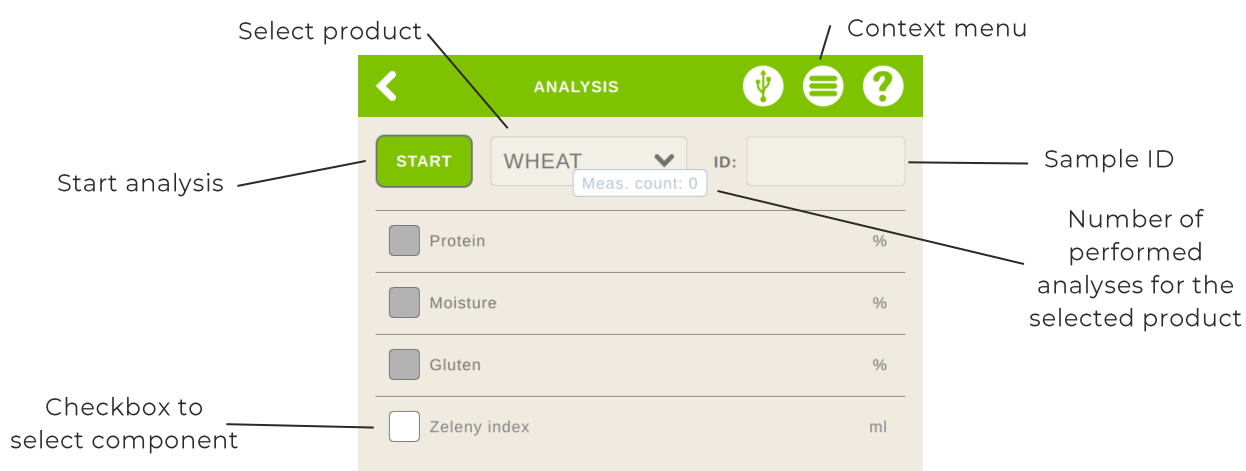 Select product
Context menu
ANALYSIS
START
WHEAT
ID:
Sample ID
Start analysis
Meas. count: 0
Number of
performed
analyses for the
selected product
Protein %
Moisture %
Gluten %
Checkbox to
select component
Zeleny index ml